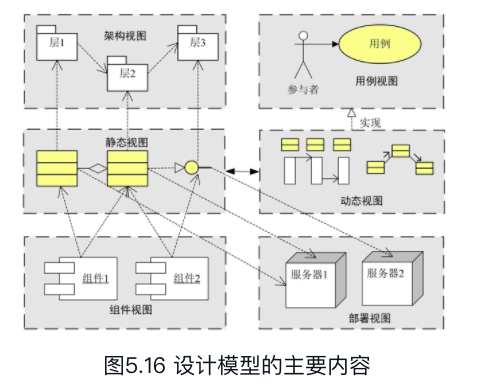 架构视图
层1
层2
层3
用例
参与者
用例视图
实现
静态视图
动态视图
组件1
组件2
组件视图
服务器1
服务器2
部署视图
图5.16 设计模型的主要内容